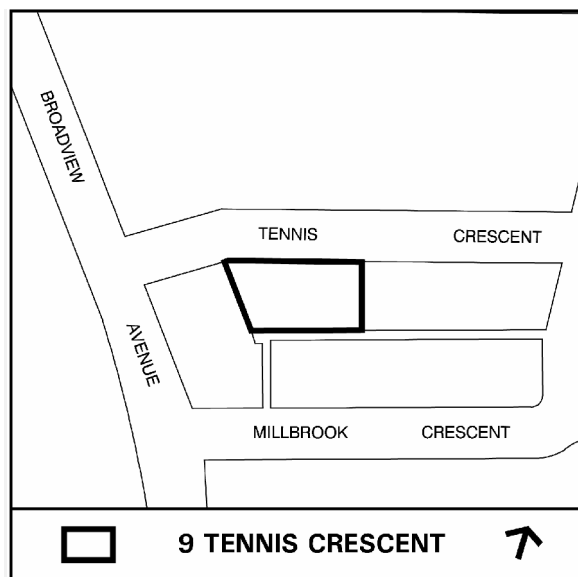 BROADVIEW
AVENUE
TENNIS CRESCENT
MILLBROOK CRESCENT
9 TENNIS CRESCENT